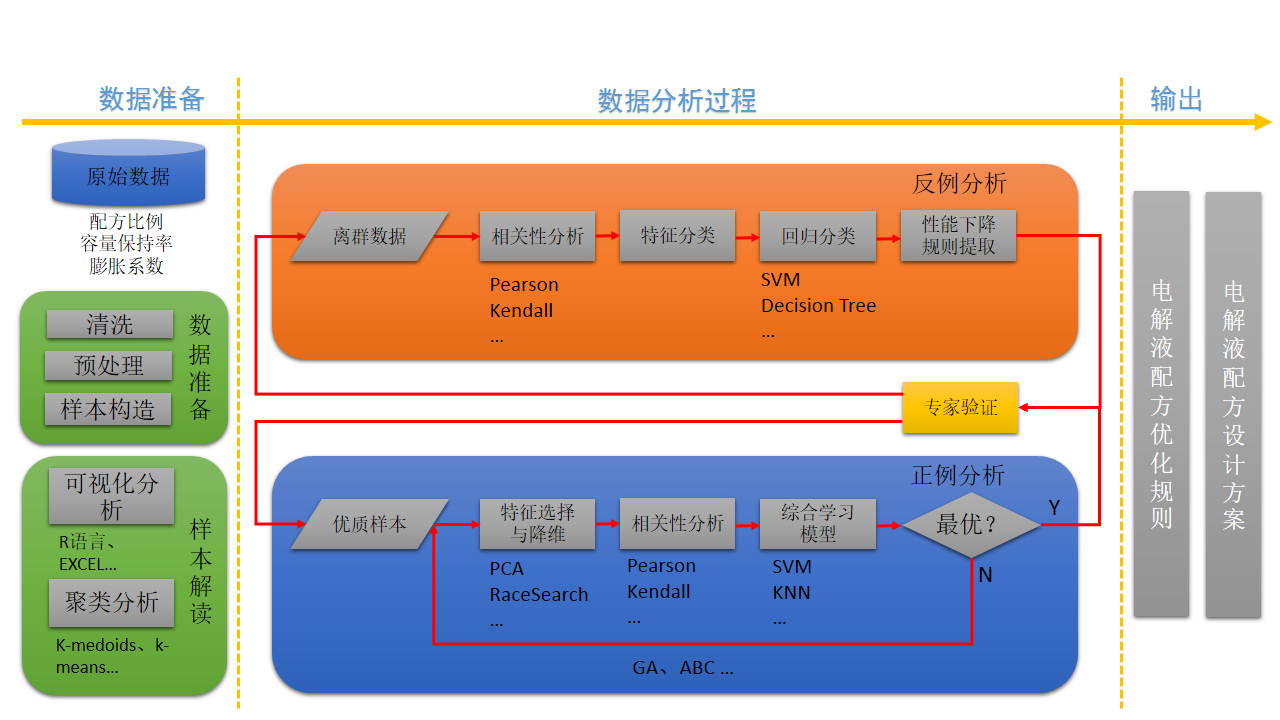 数据准备
数据分析过程
输出
原始数据
配方比例
容量保持率
膨胀系数
清洗
预处理
样本构造
数据准备
可视化分
析
R语言、
EXCEL...
聚类分析
K-medoids、k-
means...
样本解读
反例分析
离群数据
相关性分析
Pearson
Kendall
...
特征分类
回归分类
SVM
Decision Tree
...
性能下降
规则提取
专家验证
正例分析
优质样本
特征选择
与降维
PCA
RaceSearch
...
相关性分析
Pearson
Kendall
...
综合学习
模型
SVM
KNN
...
最优？
Y
N
GA、ABC ...
电解液配方优化规则
电解液配方设计方案